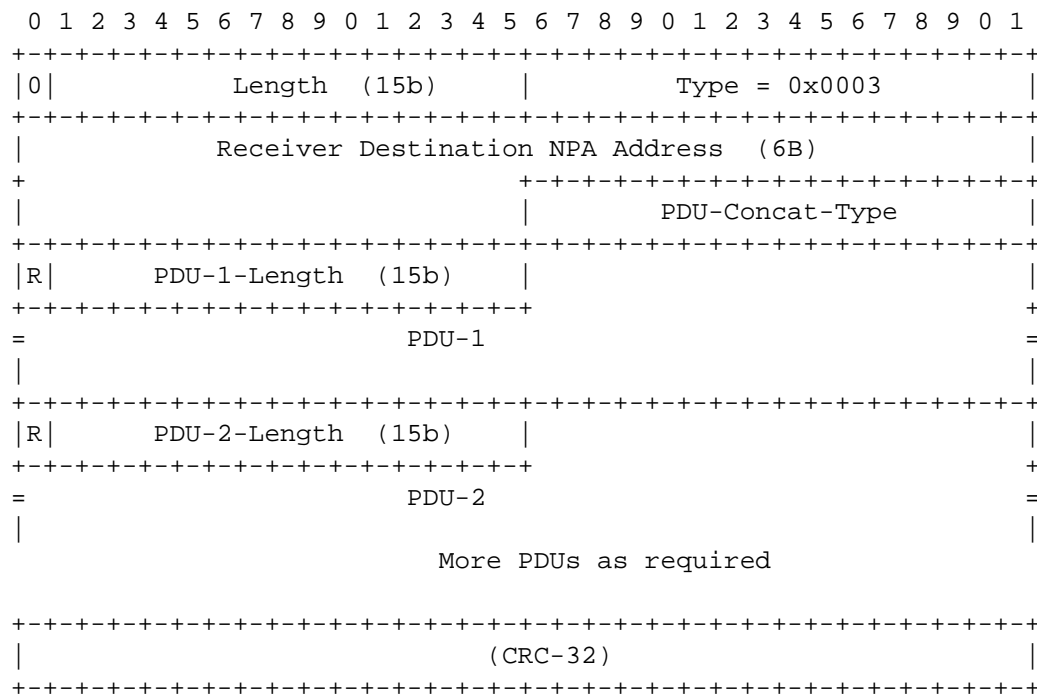 0 1 2 3 4 5 6 7 8 9 0 1 2 3 4 5 6 7 8 9 0 1 2 3 4 5 6 7 8 9 0 1
+-+-+-+-+-+-+-+-+-+-+-+-+-+-+-+-+-+-+-+-+-+-+-+-+-+-+-+-+-+-+-+-+
|0|           Length  (15b)     |         Type = 0x0003         |
+-+-+-+-+-+-+-+-+-+-+-+-+-+-+-+-+-+-+-+-+-+-+-+-+-+-+-+-+-+-+-+-+
|            Receiver Destination NPA Address  (6B)             |
+                               +-+-+-+-+-+-+-+-+-+-+-+-+-+-+-+-+
|                               |        PDU-Concat-Type        |
+-+-+-+-+-+-+-+-+-+-+-+-+-+-+-+-+-+-+-+-+-+-+-+-+-+-+-+-+-+-+-+-+
|R|      PDU-1-Length  (15b)    |                               |
+-+-+-+-+-+-+-+-+-+-+-+-+-+-+-+-+                               +
=                        PDU-1                                  =
|                                                               |
+-+-+-+-+-+-+-+-+-+-+-+-+-+-+-+-+-+-+-+-+-+-+-+-+-+-+-+-+-+-+-+-+
|R|      PDU-2-Length  (15b)    |                               |
+-+-+-+-+-+-+-+-+-+-+-+-+-+-+-+-+                               +
=                        PDU-2                                  =
|                                                               |
                          More PDUs as required

+-+-+-+-+-+-+-+-+-+-+-+-+-+-+-+-+-+-+-+-+-+-+-+-+-+-+-+-+-+-+-+-+
|                             (CRC-32)                          |
+-+-+-+-+-+-+-+-+-+-+-+-+-+-+-+-+-+-+-+-+-+-+-+-+-+-+-+-+-+-+-+-+